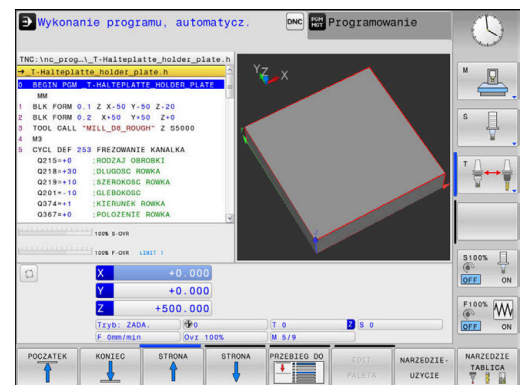 Wykonanie programu, automatycz.
DNC
PGM MGT
Programowanie
TNC:\nc_prog…\_T-Halteplatte_holder_plate.h
→_T-Halteplatte_holder_plate.h
0 BEGIN PGM _T-HALTEPLATTE_HOLDER_PLATE
MM
1 BLK FORM 0.1 Z X-50 Y-50 Z-20
2 BLK FORM 0.2 X+50 Y+50 Z+0
3 TOOL CALL "MILL_D8_ROUGH" Z S5000
4 M3
5 CYCL DEF 253 FREZOWANIE KANALKA
Q215=+0 ;RODZAJ OBROBKI
Q218=+30 ;DLUGOSC ROWKA
Q219=+10 ;SZEROKOSC ROWKA
Q201=-10 ;GLEBOKOSC
Q374=+1 ;KIERUNEK ROWKA
Q367=+0 ;POLOZENIE ROWKA
Y Z X
Z
100% S-OVR
100% F-OVR LIMIT 1
X +0.000
Y +0.000
Z +500.000
Tryb: ZADA. 0 T 0 Z S 0
F 0mm/min Ovr 100% M 5/9
M
S
T
S100%
OFF ON
F100%
OFF ON
POCZATEK
KONIEC
STRONA
STRONA
PRZEBIEG DO
EDIT
PALETA
NARZEDZIE-
UZYCIE
NARZEDZIE
TABLICA